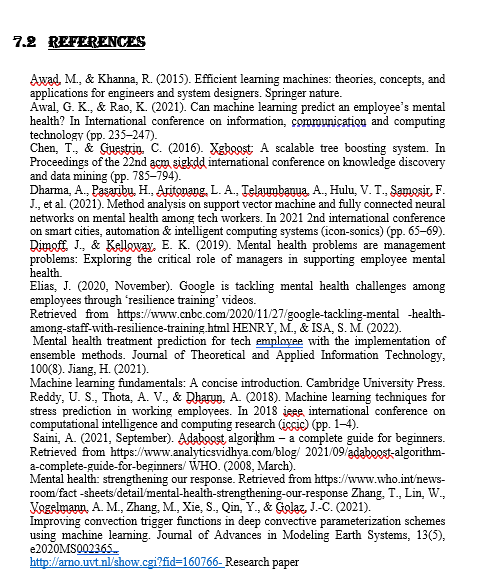 7.2 REFERENCES
Awad, M., & Khanna, R. (2015). Efficient learning machines: theories, concepts, and
applications for engineers and system designers. Springer nature.
Awal, G. K., & Rao, K. (2021). Can machine learning predict an employee's mental
health? In International conference on information, communication and computing
technology (pp. 235–247).
Chen, T., & Guestrin, C. (2016). Xgboost: A scalable tree boosting system. In
Proceedings of the 22nd acm sigkdd international conference on knowledge discovery
and data mining (pp. 785–794).
Dharma, A., Pasaribu, H., Aritonang, L. A., Telaumbanua, A., Hulu, V. T., Samosir, F.
J., et al. (2021). Method analysis on support vector machine and fully connected neural
networks on mental health among tech workers. In 2021 2nd international conference
on smart cities, automation & intelligent computing systems (icon-sonics) (pp. 65–69).
Dimoff, J., & Kelloway, E. K. (2019). Mental health problems are management
problems: Exploring the critical role of managers in supporting employee mental
health.
Elias, J. (2020, November). Google is tackling mental health challenges among
employees through ‘resilience training’ videos.
Retrieved from https://www.cnbc.com/2020/11/27/google-tackling-mental -health-
among-staff-with-resilience-training.html HENRY, M., & ISA, S. M. (2022).
Mental health treatment prediction for tech employee with the implementation of
ensemble methods. Journal of Theoretical and Applied Information Technology,
100(8). Jiang, H. (2021).
Machine learning fundamentals: A concise introduction. Cambridge University Press.
Reddy, U. S., Thota, A. V., & Dharun, A. (2018). Machine learning techniques for
stress prediction in working employees. In 2018 ieee international conference on
computational intelligence and computing research (iccic) (pp. 1–4).
Saini, A. (2021, September). Adaboost algorithm – a complete guide for beginners.
Retrieved from https://www.analyticsvidhya.com/blog/ 2021/09/adaboost-algorithm-
a-complete-guide-for-beginners/ WHO. (2008, March).
Mental health: strengthening our response. Retrieved from https://www.who.int/news-
room/fact -sheets/detail/mental-health-strengthening-our-response Zhang, T., Lin, W.,
Vogelmann, A. M., Zhang, M., Xie, S., Qin, Y., & Golaz, J.-C. (2021).
Improving convection trigger functions in deep convective parameterization schemes
using machine learning. Journal of Advances in Modeling Earth Systems, 13(5),
e2020MS002365.
http://arno.uvt.nl/show.cgi?fid=160766- Research paper